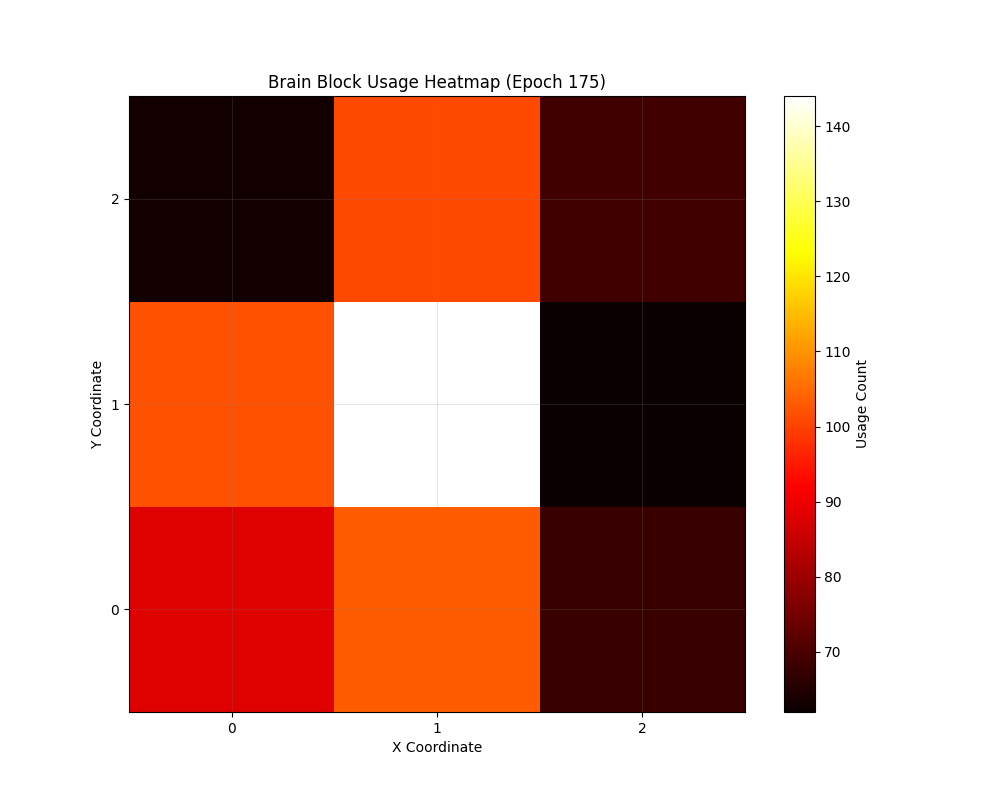 Brain Block Usage Heatmap (Epoch 175)
Y Coordinate
2
1
0
0 1 2
X Coordinate
140
130
120
110
100
90
80
70
Usage Count